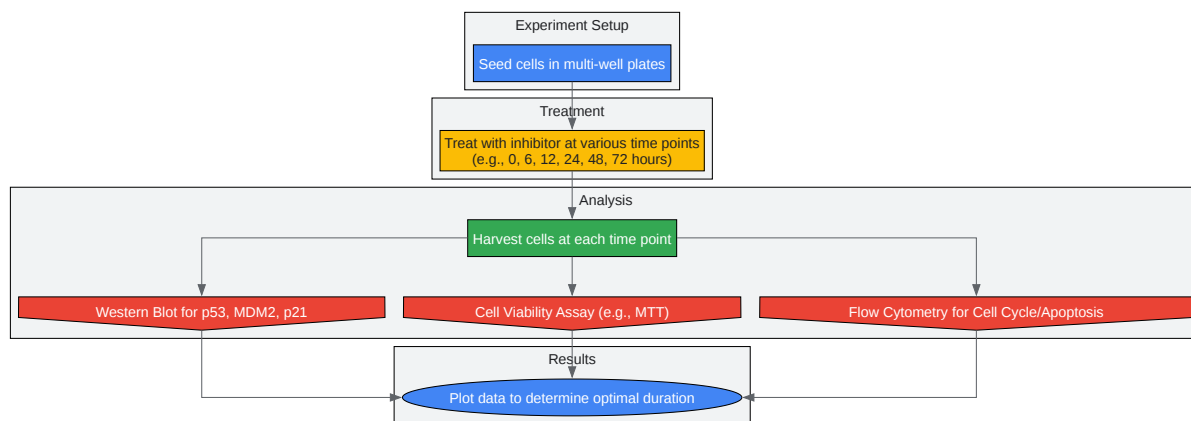 Experiment Setup
Seed cells in multi-well plates
Treatment
Treat with inhibitor at various time points
(e.g., 0, 6, 12, 24, 48, 72 hours)
Analysis
Harvest cells at each time point
Western Blot for p53, MDM2, p21
Cell Viability Assay (e.g., MTT)
Flow Cytometry for Cell Cycle/Apoptosis
Results
Plot data to determine optimal duration